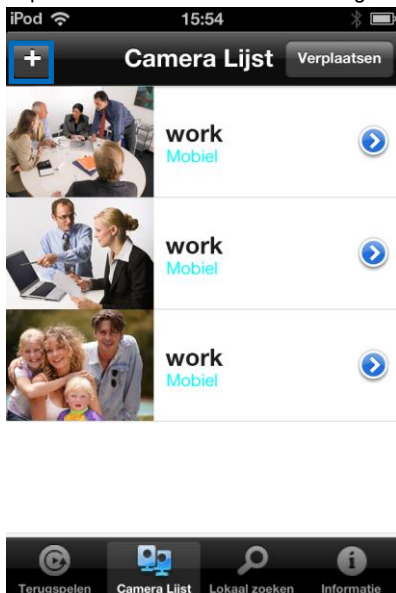 iPod 15:54
+ Camera Lijst Verplaatsen
work
Mobiel
work
Mobiel
work
Mobiel
Terugspelen Camera Lijst Lokaal zoeken Informatie